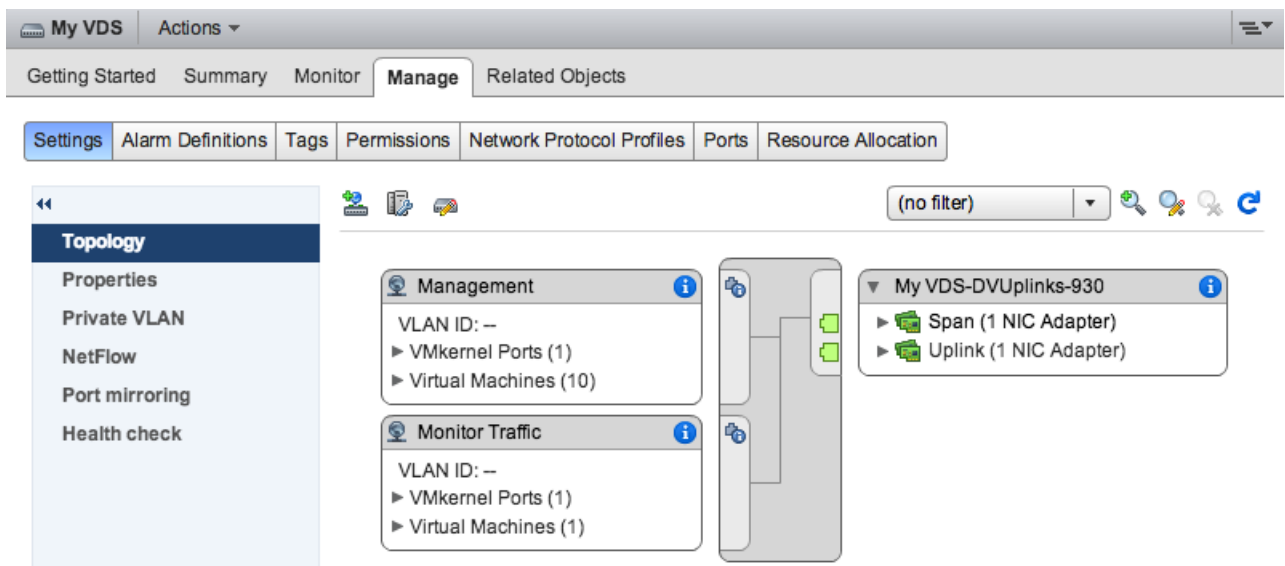 My VDS Actions
Getting Started Summary Monitor Manage Related Objects
Settings Alarm Definitions Tags Permissions Network Protocol Profiles Ports Resource Allocation
(no filter)
Topology
Properties
Private VLAN
NetFlow
Port mirroring
Health check
Management
VLAN ID: --
VMkernel Ports (1)
Virtual Machines (10)
Monitor Traffic
VLAN ID: --
VMkernel Ports (1)
Virtual Machines (1)
My VDS-DVUplinks-930
Span (1 NIC Adapter)
Uplink (1 NIC Adapter)